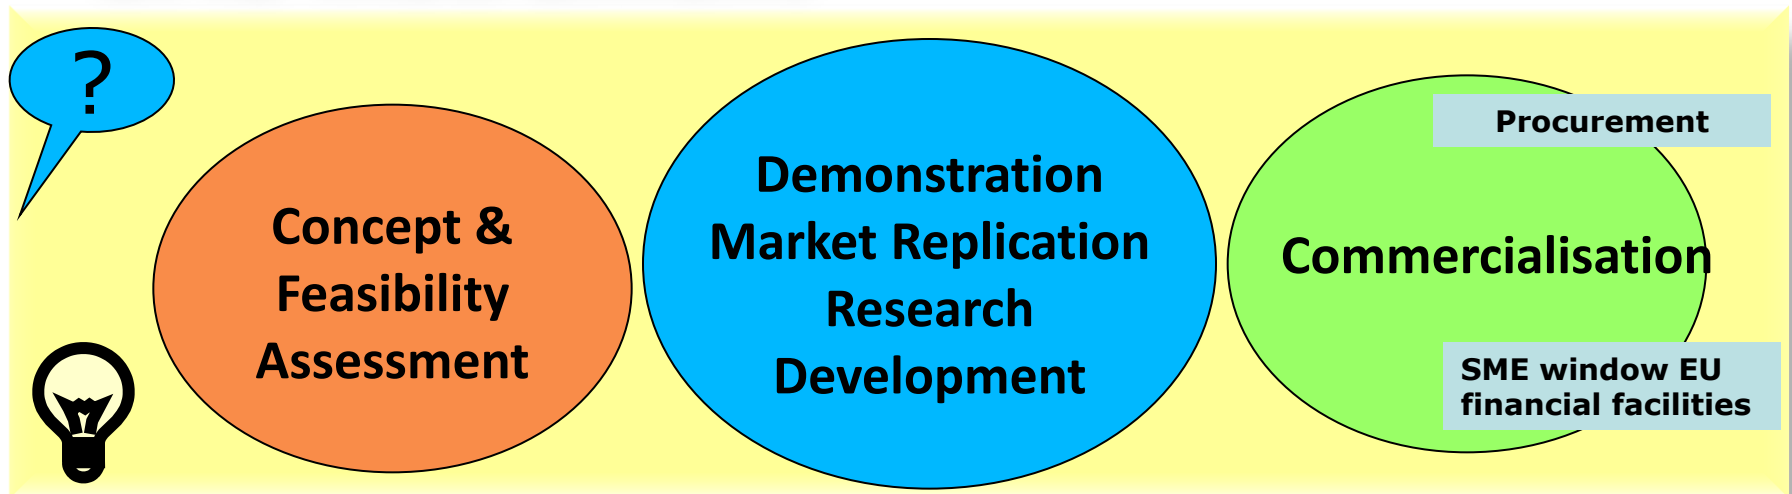 ?
Concept &
Feasibility
Assessment
Demonstration
Market Replication
Research
Development
Procurement
Commercialisation
SME window EU
financial facilities